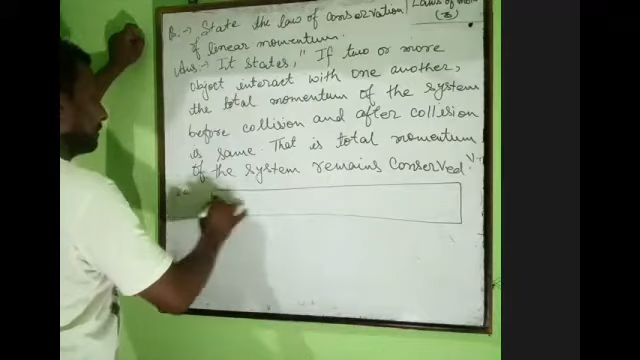 Q. :→ State the law of conservation
Laws of mo
(3)
of linear momentum.
Ans:→ It states, " If two or more
object interact with one another,
the total momentum of the system
before collision and after collision
is same. That is total momentum
of the system remains conserved."